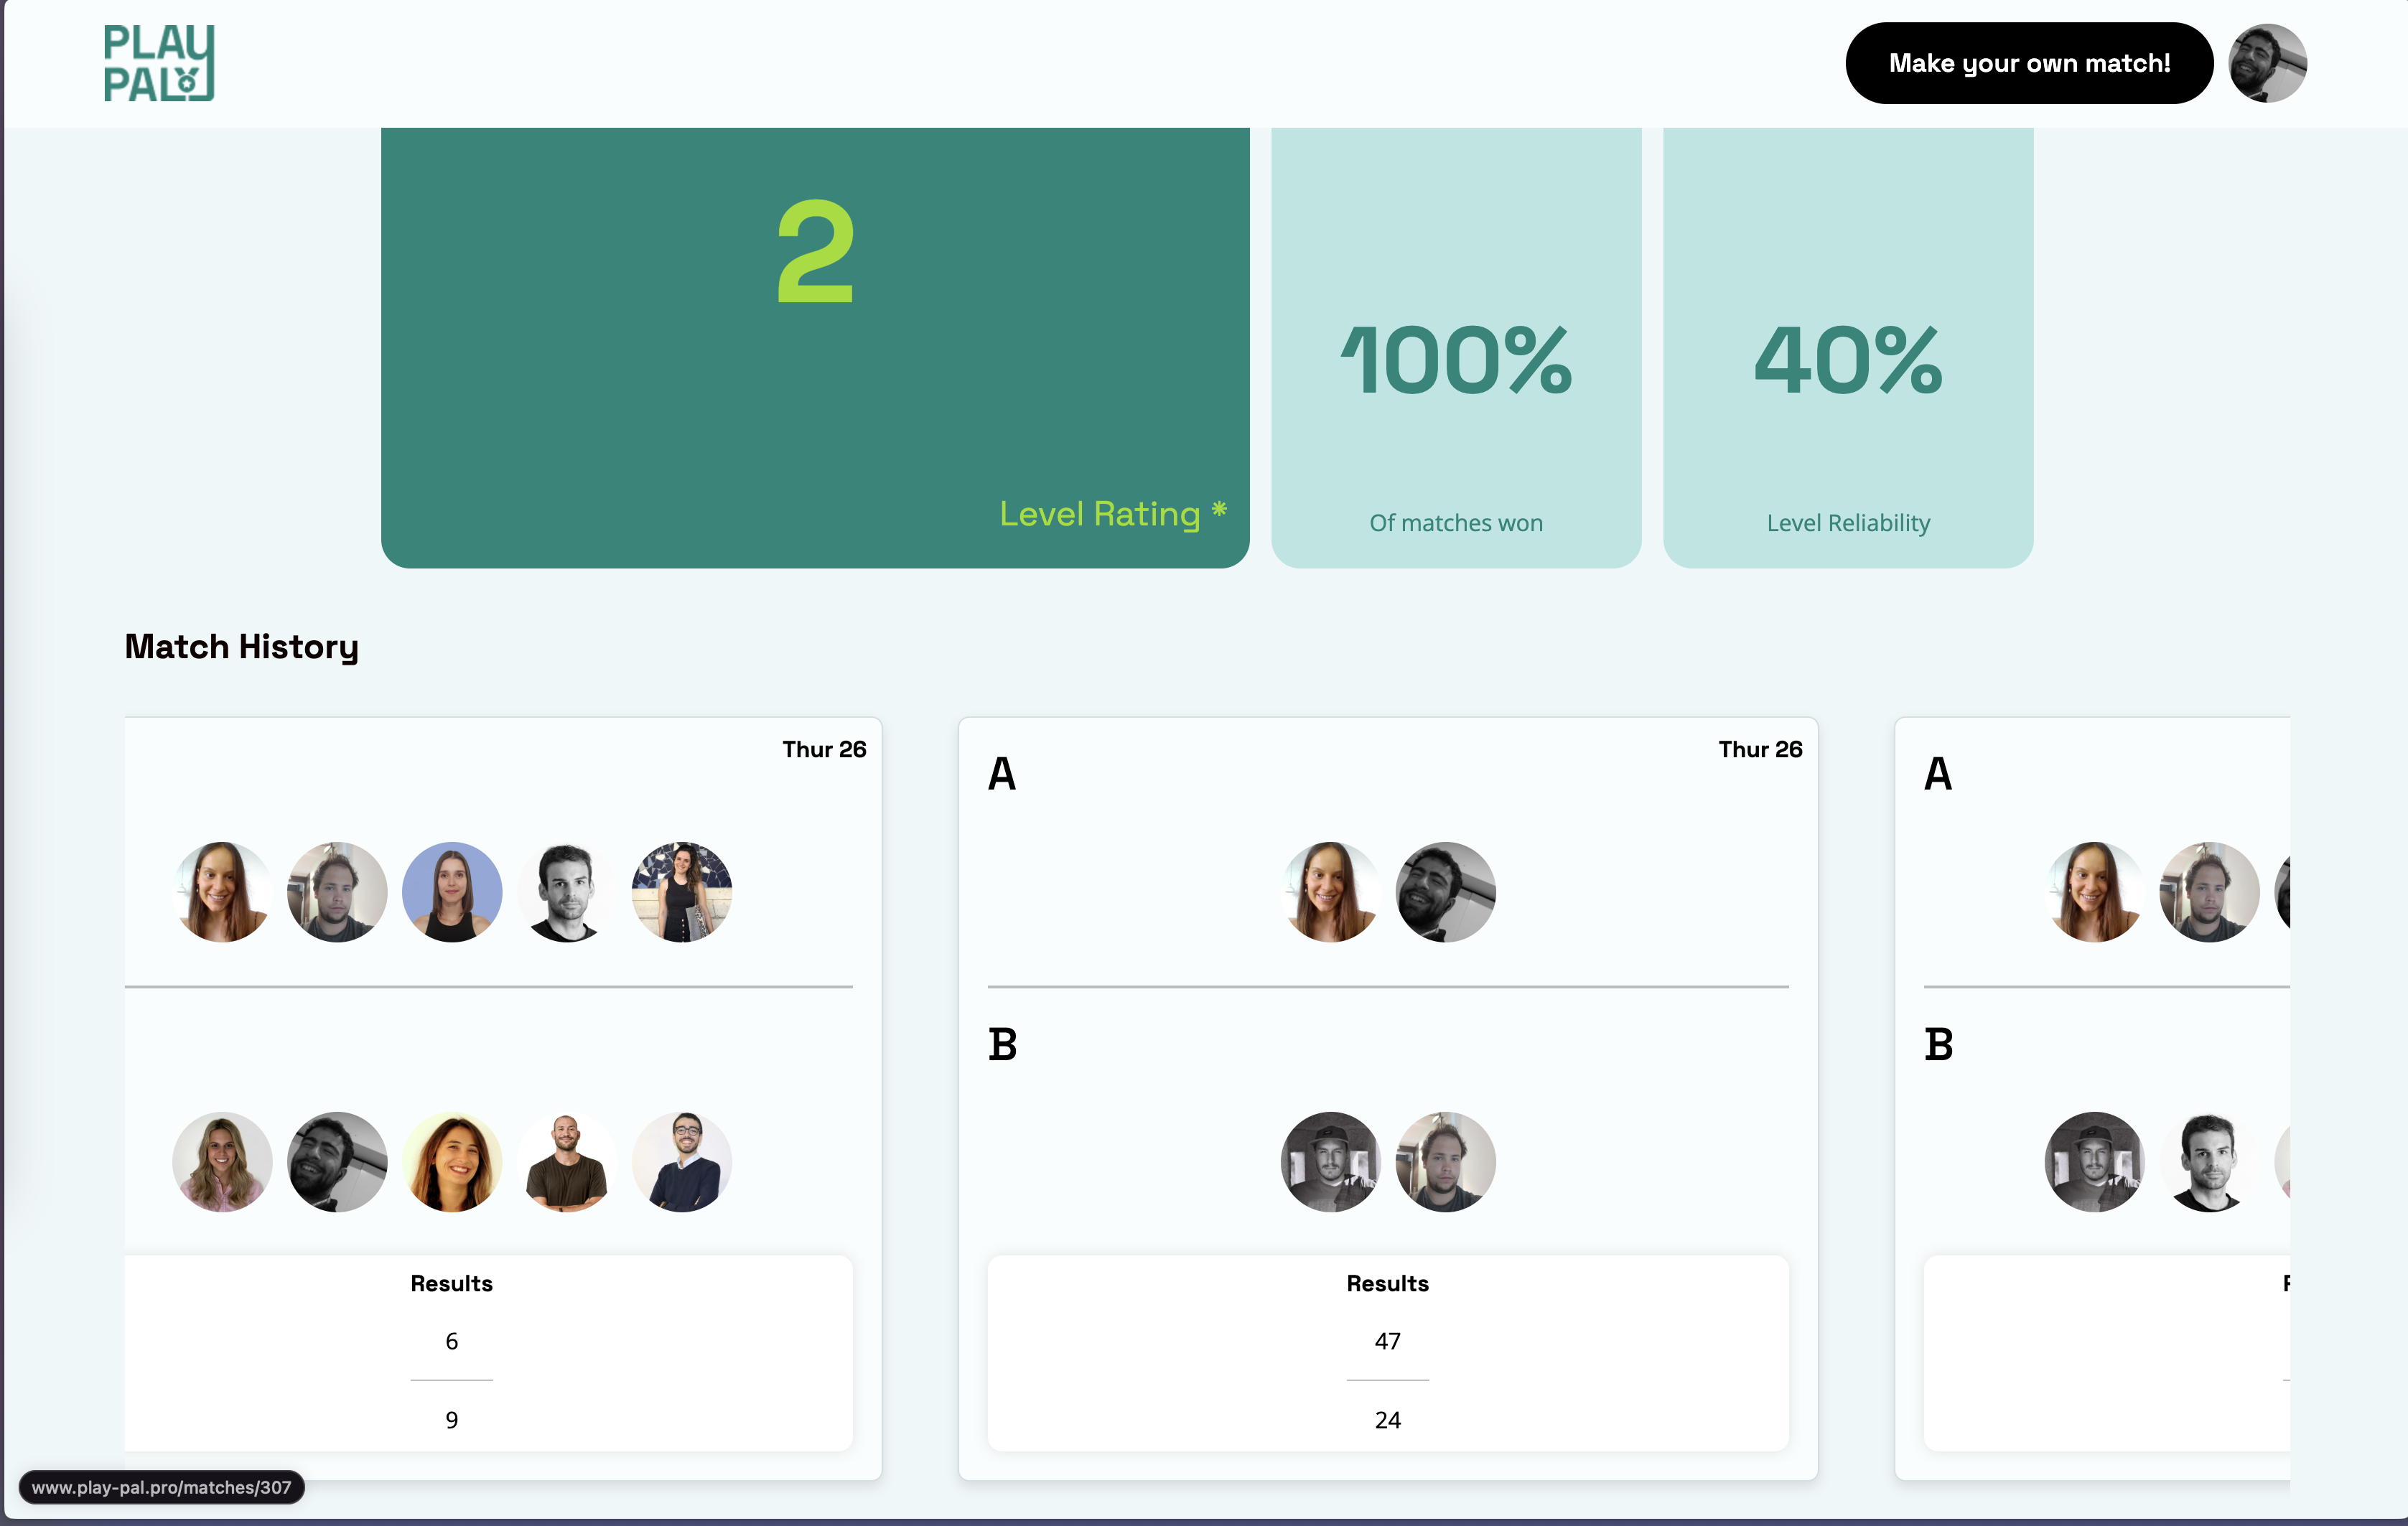 PLAY
PAL
Make your own match!
2
100%
40%
Level Rating *
Of matches won
Level Reliability
Match History
Thur 26
A
Thur 26
A
B
B
Results
6
9
Results
47
24
www.play-pal.pro/matches/307